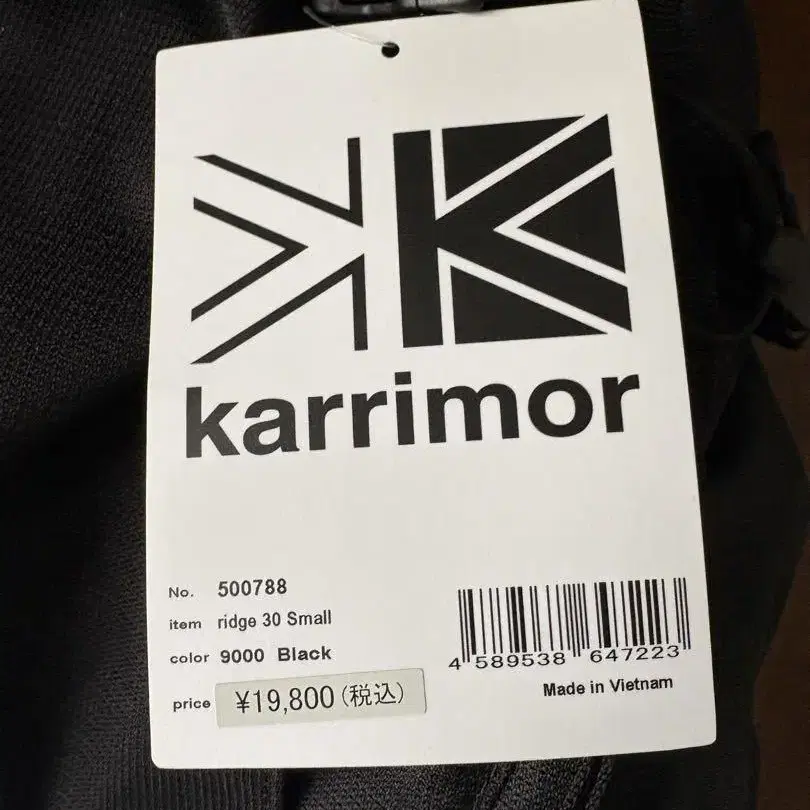 karrimor
No. 500788
item ridge 30 Small
color 9000 Black
price ¥19,800(税込)
4 589538 647223
Made in Vietnam